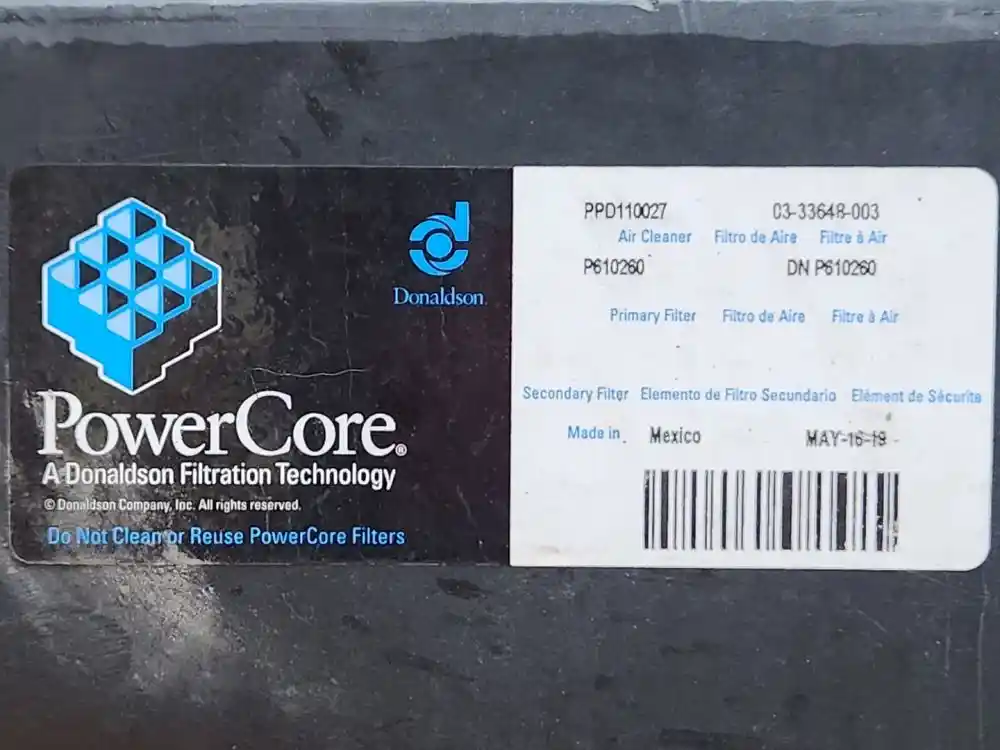 Donaldson.
PowerCore®
A Donaldson Filtration Technology
© Donaldson Company, Inc. All rights reserved.
Do Not Clean or Reuse PowerCore Filters
PPD110027 03-33648-003
Air Cleaner Filtro de Aire Filtre à Air
P610260 DN P610260
Primary Filter Filtro de Aire Filtre à Air
Secondary Filter Elemento de Filtro Secundario Elément de Sécurite
Made in Mexico MAY-16-19